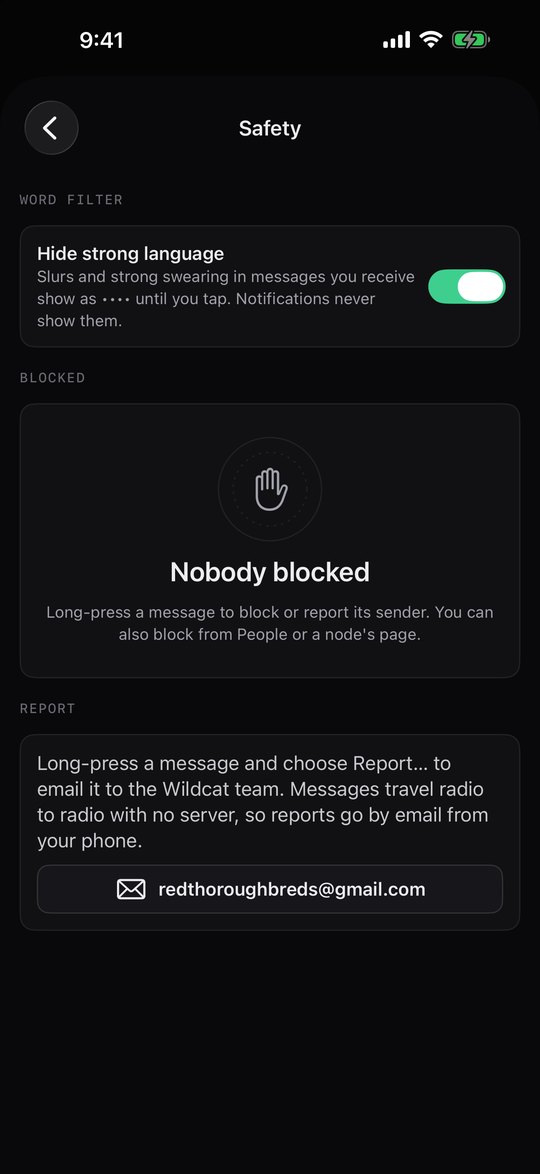 9:41
Safety
WORD FILTER
Hide strong language
Slurs and strong swearing in messages you receive
show as •••• until you tap. Notifications never
show them.
BLOCKED
Nobody blocked
Long-press a message to block or report its sender. You can
also block from People or a node's page.
REPORT
Long-press a message and choose Report... to
email it to the Wildcat team. Messages travel radio
to radio with no server, so reports go by email from
your phone.
redthoroughbreds@gmail.com